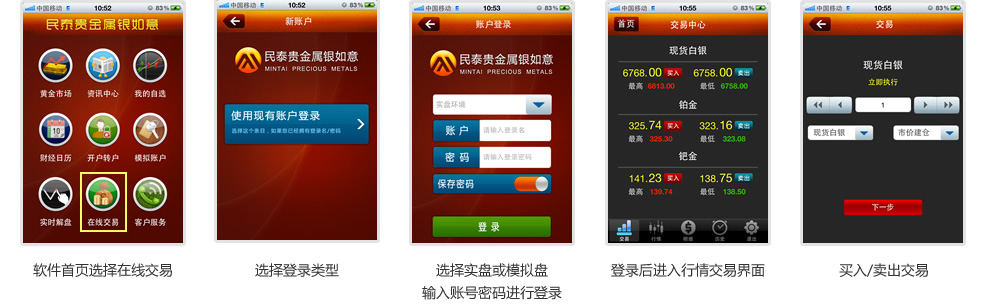 中国移动 10:52 83%
民泰贵金属银如意
黄金市场 资讯中心 我的自选
10
财经日历 开户转户 模拟账户
实时解盘 在线交易 客户服务
软件首页选择在线交易
中国移动 10:52 83%
新账户
民泰贵金属银如意
MINTAI PRECIOUS METALS
使用现有账户登录
选择这个条目，如果您已经拥有登录名/密码
选择登录类型
中国移动 10:53 83%
账户登录
民泰贵金属银如意
MINTAI PRECIOUS METALS
实盘环境
账 户 请输入登录名
密 码 请输入登录密码
保存密码
登 录
选择实盘或模拟盘
输入账号密码进行登录
中国移动 10:55 83%
首页 交易中心
现货白银
6768.00 买入 6758.00 卖出
最高 6813.00 最低 6758.00
铂金
325.74 买入 323.16 卖出
最高 325.30 最低 323.08
钯金
141.23 买入 138.75 卖出
最高 139.74 最低 138.50
交易 行情 明细 历史 退出
登录后进入行情交易界面
中国移动 10:55 83%
交易
现货白银
立即执行
1
现货白银 市价建仓
下一步
买入/卖出交易